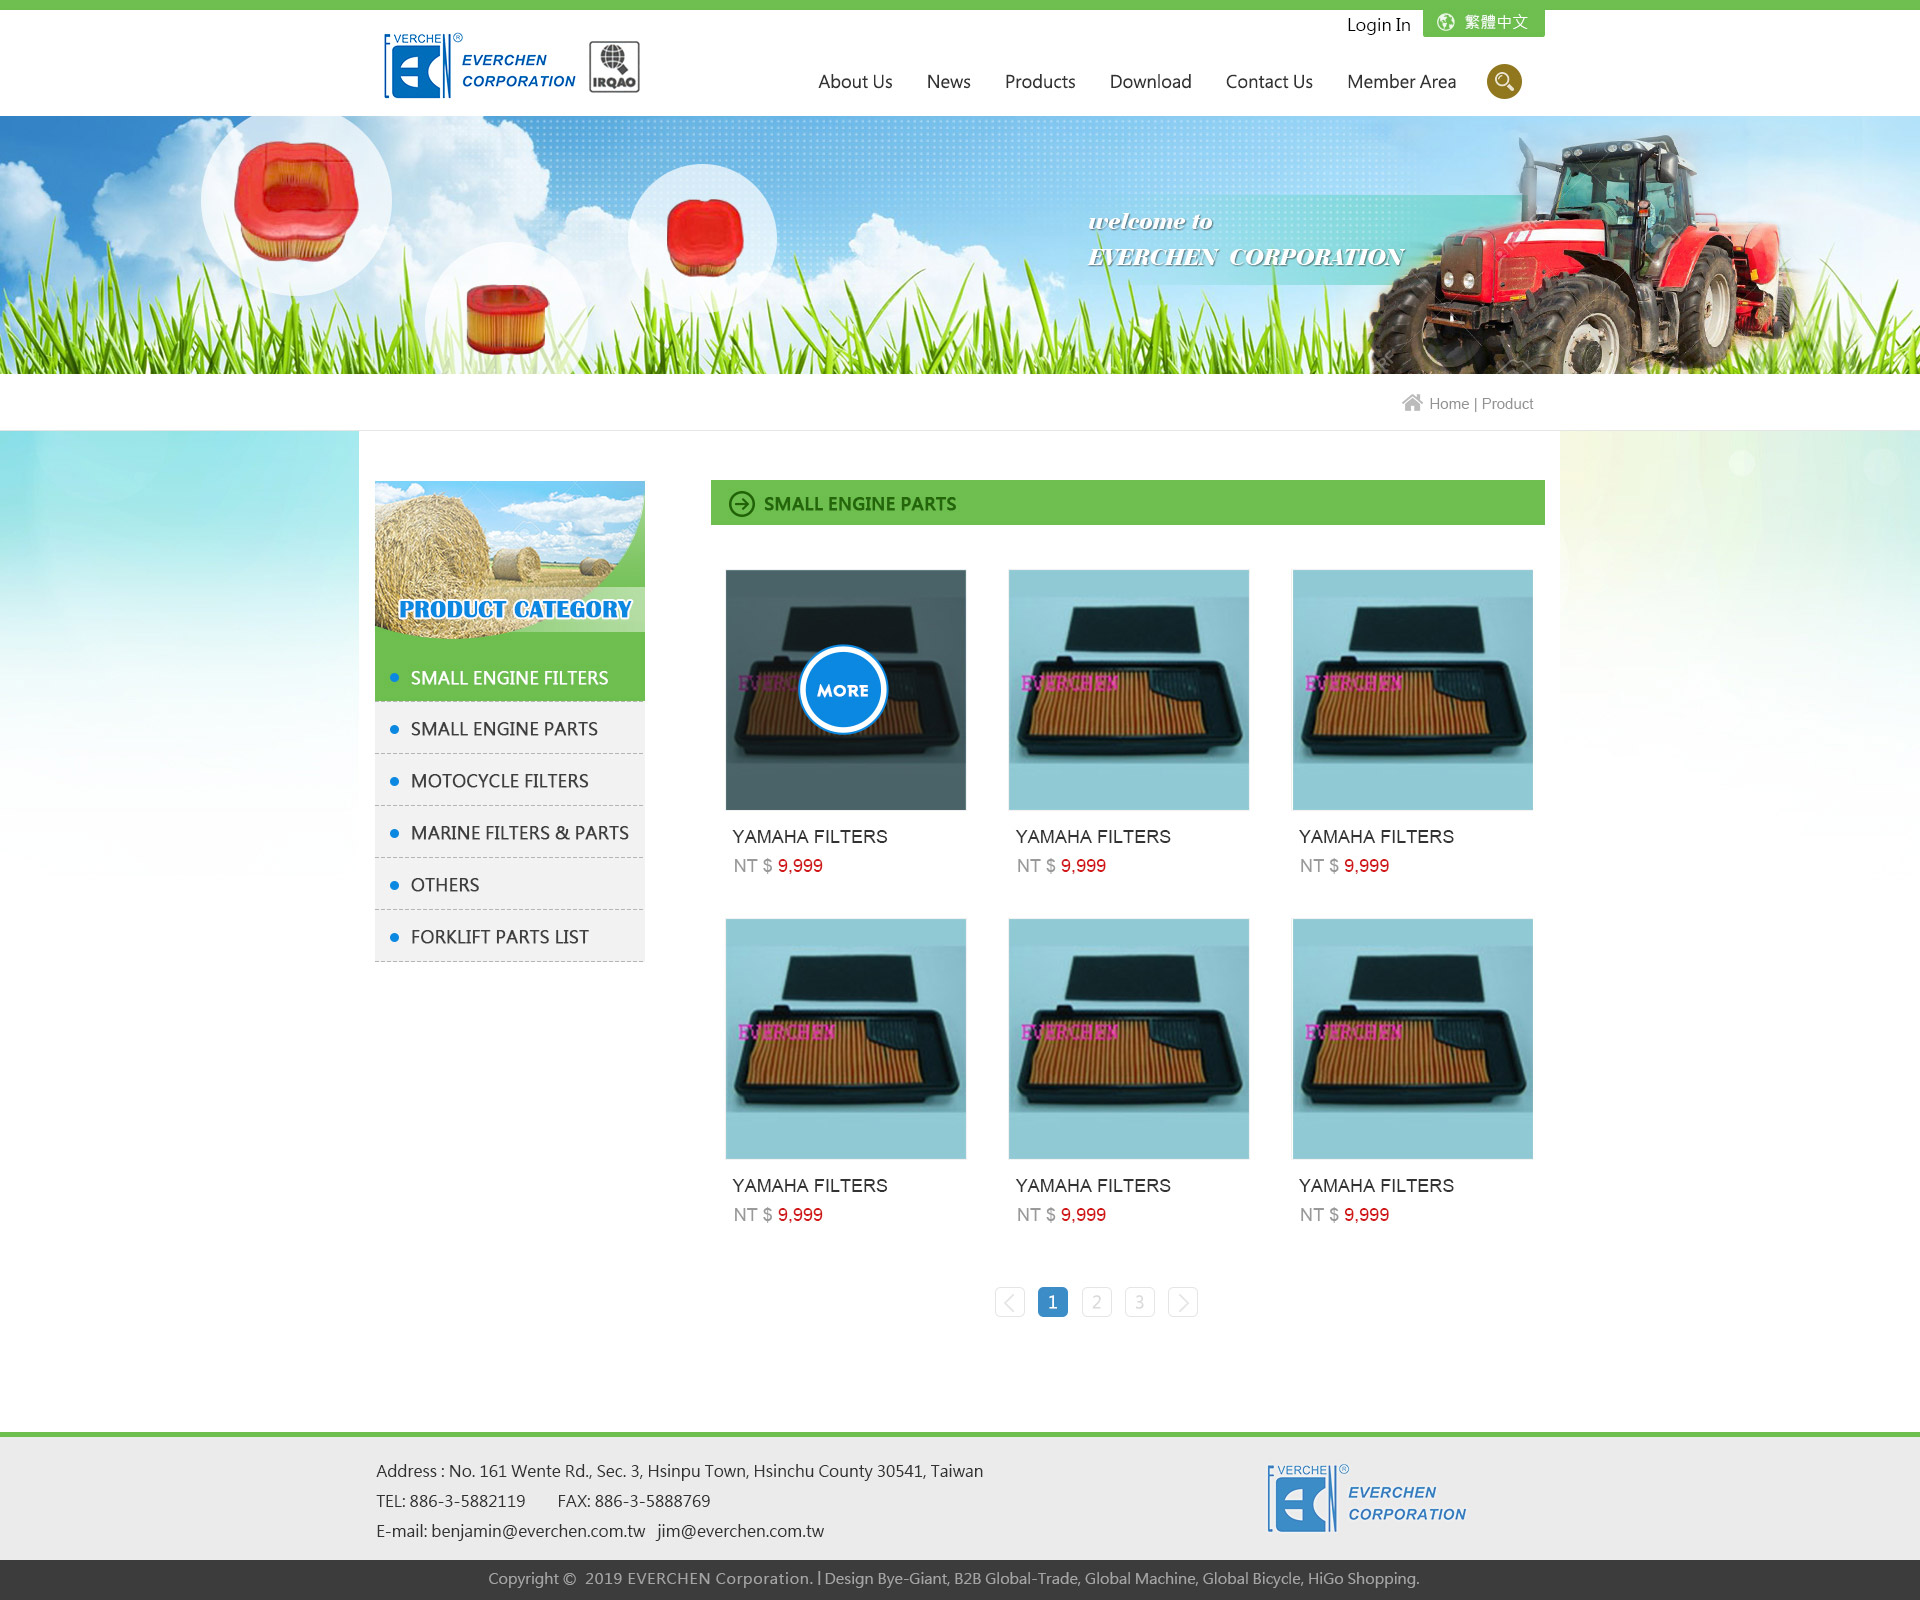 Login In
繁體中文
VERCHEN®
EVERCHEN
CORPORATION
IRQAO
About Us
News
Products
Download
Contact Us
Member Area
welcome to
EVERCHEN CORPORATION
Home | Product
PRODUCT CATEGORY
SMALL ENGINE FILTERS
SMALL ENGINE PARTS
MOTOCYCLE FILTERS
MARINE FILTERS & PARTS
OTHERS
FORKLIFT PARTS LIST
SMALL ENGINE PARTS
MORE
EVERCHEN
EVERCHEN
YAMAHA FILTERS
NT $ 9,999
YAMAHA FILTERS
NT $ 9,999
YAMAHA FILTERS
NT $ 9,999
EVERCHEN
EVERCHEN
EVERCHEN
YAMAHA FILTERS
NT $ 9,999
YAMAHA FILTERS
NT $ 9,999
YAMAHA FILTERS
NT $ 9,999
1
2
3
Address : No. 161 Wente Rd., Sec. 3, Hsinpu Town, Hsinchu County 30541, Taiwan
TEL: 886-3-5882119 FAX: 886-3-5888769
E-mail: benjamin@everchen.com.tw jim@everchen.com.tw
VERCHEN®
EVERCHEN
CORPORATION
Copyright © 2019 EVERCHEN Corporation. | Design Bye-Giant, B2B Global-Trade, Global Machine, Global Bicycle, HiGo Shopping.